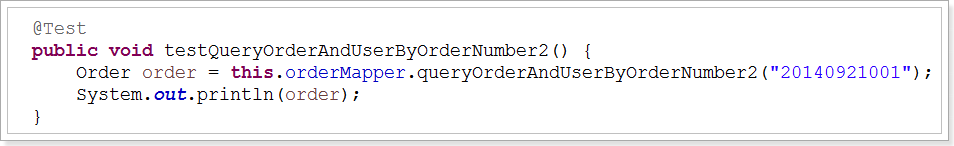 @Test
public void testQueryOrderAndUserByOrderNumber2() {
    Order order = this.orderMapper.queryOrderAndUserByOrderNumber2("20140921001");
    System.out.println(order);
}